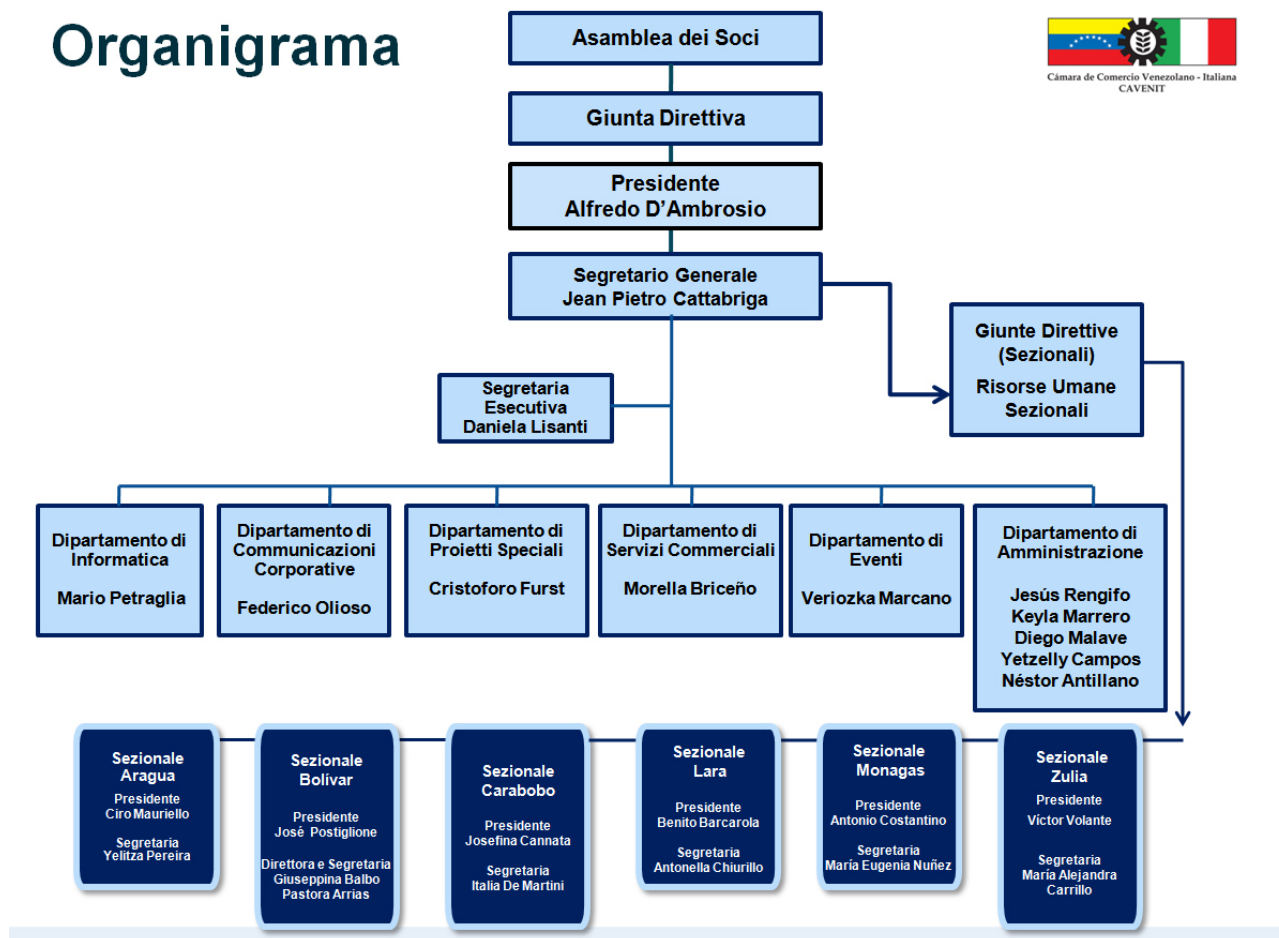 Organigrama
Cámara de Comercio Venezolano - Italiana
CAVENIT
Asamblea dei Soci
Giunta Direttiva
Presidente
Alfredo D'Ambrosio
Segretario Generale
Jean Pietro Cattabriga
Giunte Direttive
(Sezionali)
Risorse Umane
Sezionali
Segretaria
Esecutiva
Daniela Lisanti
Dipartamento di
Informatica
Mario Petraglia
Dipartamento di
Communicazioni
Corporative
Federico Olioso
Dipartamento di
Proietti Speciali
Cristoforo Furst
Dipartamento di
Servizi Commerciali
Morella Briceño
Dipartamento di
Eventi
Veriozka Marcano
Dipartamento di
Amministrazione
Jesús Rengifo
Keyla Marrero
Diego Malave
Yetzelly Campos
Néstor Antillano
Sezionale
Aragua
Presidente
Ciro Mauriello
Segretaria
Yelitza Pereira
Sezionale
Bolívar
Presidente
José Postiglione
Direttora e Segretaria
Giuseppina Balbo
Pastora Arrias
Sezionale
Carabobo
Presidente
Josefina Cannata
Segretaria
Italia De Martini
Sezionale
Lara
Presidente
Benito Barcarola
Segretaria
Antonella Chiurillo
Sezionale
Monagas
Presidente
Antonio Costantino
Segretaria
María Eugenia Nuñez
Sezionale
Zulia
Presidente
Víctor Volante
Segretaria
María Alejandra
Carrillo